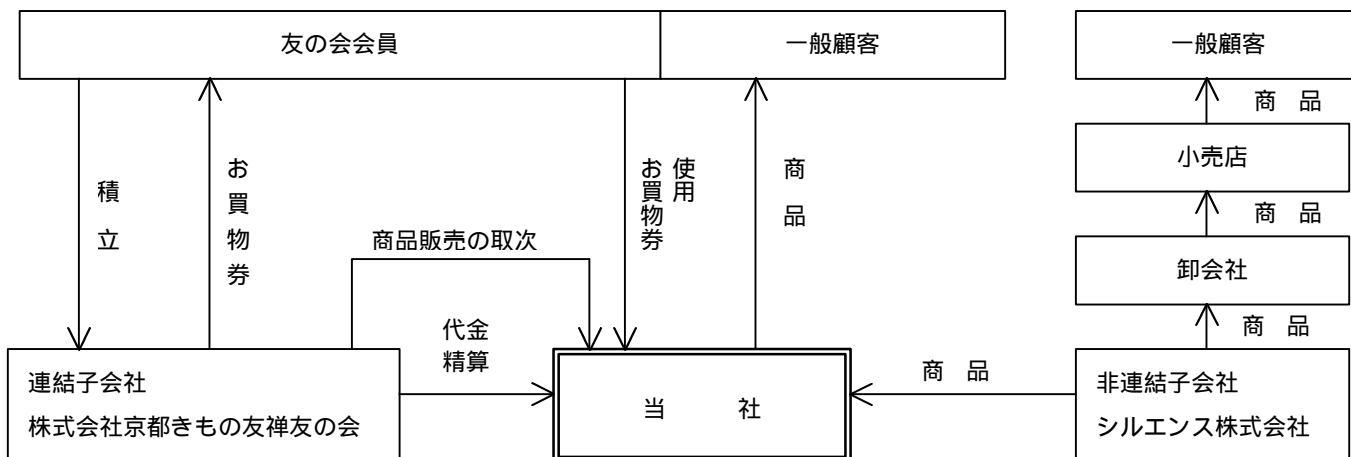 友の会会員
一般顧客
一般顧客
商 品
小売店
商 品
卸会社
商 品
積立
お買物券
商品販売の取次
代金
精算
使用
お買物券
商品
連結子会社
株式会社京都きもの友禅友の会
当 社
商 品
非連結子会社
シルエンス株式会社